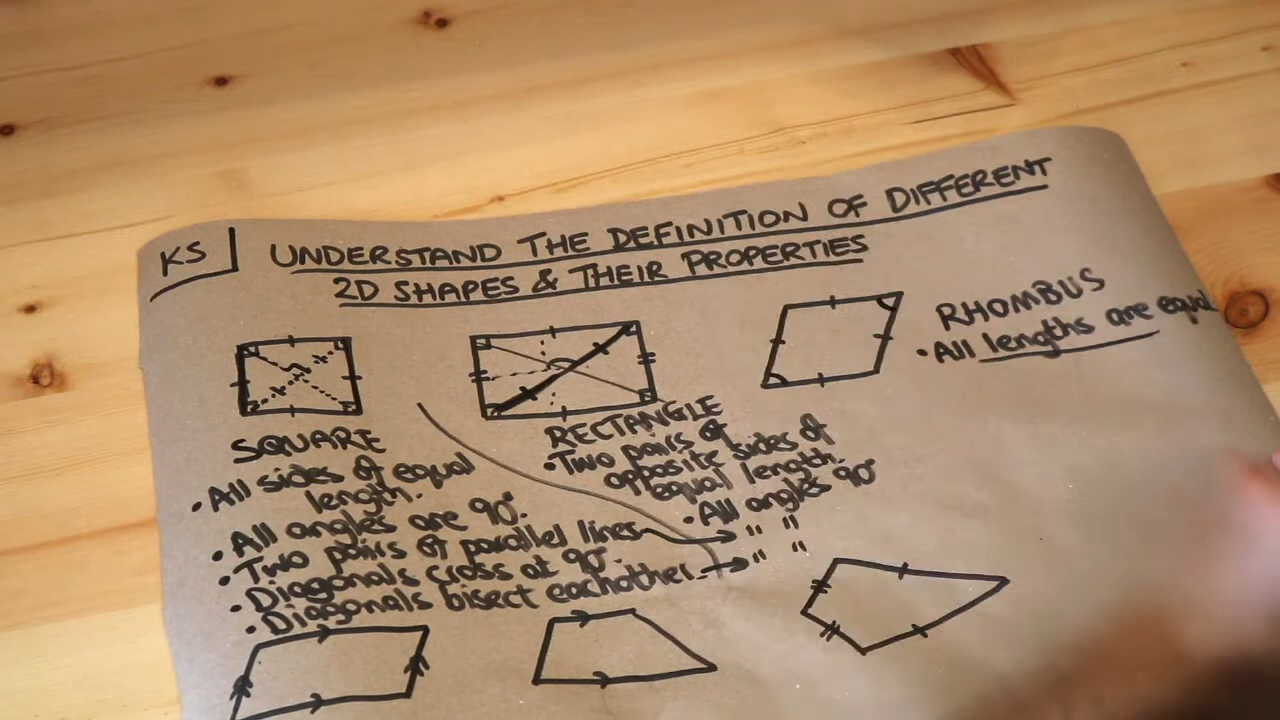 KS
UNDERSTAND THE DEFINITION OF DIFFERENT
2D SHAPES & THEIR PROPERTIES
SQUARE
• All sides of equal
length.
• All angles are 90°.
• Two pairs of parallel lines
• Diagonals cross at 90°.
• Diagonals bisect eachother.
RECTANGLE
• Two pairs of
opposite sides of
equal length.
• All angles 90°
" "
" "
RHOMBUS
• All lengths are equal